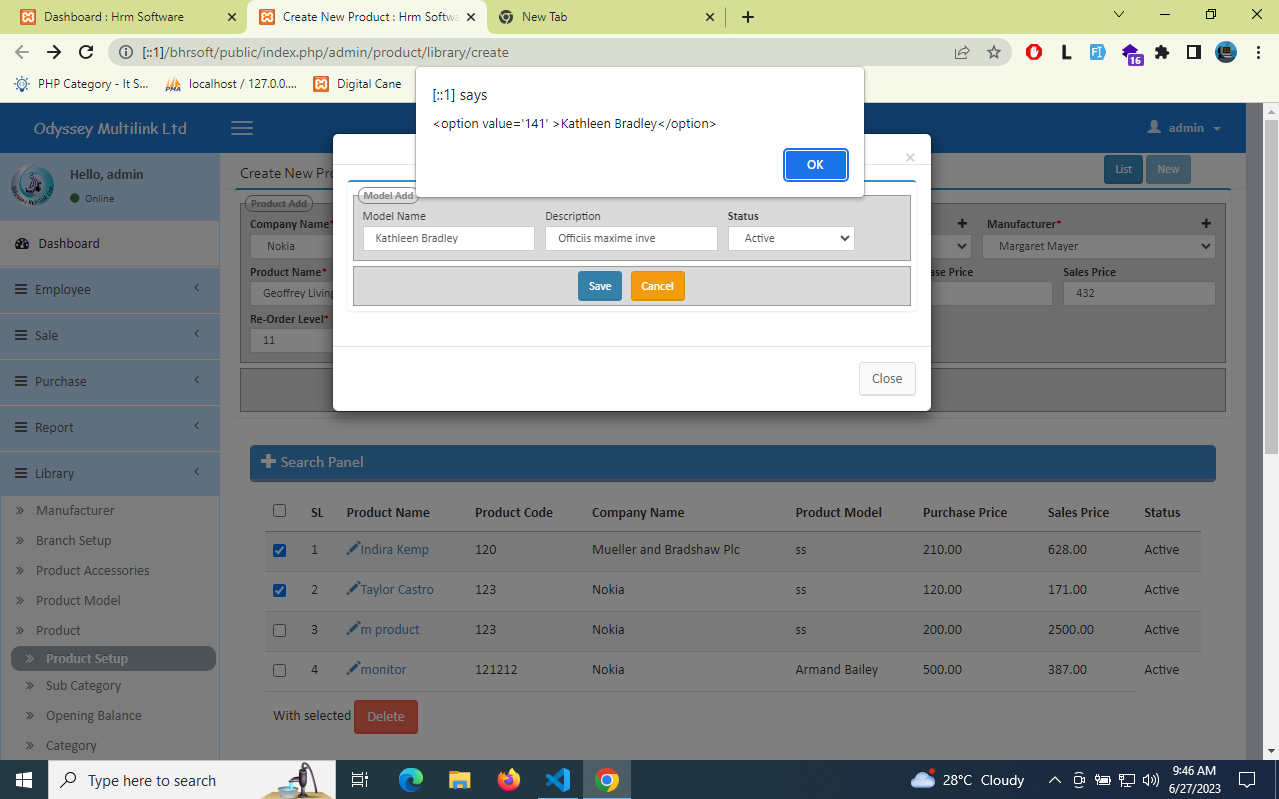 Dashboard : Hrm Software
Create New Product : Hrm Softwa
New Tab
[::1]/bhrsoft/public/index.php/admin/product/library/create
16
PHP Category - It S...
PMA
localhost / 127.0.0....
Digital Cane
[::1] says
<option value='141' >Kathleen Bradley</option>
OK
Odyssey Multilink Ltd
admin
Hello, admin
Online
Create New Pro
List
New
Dashboard
Employee
Sale
Purchase
Report
Library
Manufacturer
Branch Setup
Product Accessories
Product Model
Product
Product Setup
Sub Category
Opening Balance
Category
Product Add
Company Name*
Nokia
Manufacturer*
Margaret Mayer
Product Name*
Geoffrey Living
ase Price
Sales Price
432
Re-Order Level*
11
Model Add
Model Name
Description
Status
Kathleen Bradley
Officiis maxime inve
Active
Save
Cancel
Close
Search Panel
SL Product Name Product Code Company Name Product Model Purchase Price Sales Price Status
1 Indira Kemp 120 Mueller and Bradshaw Plc ss 210.00 628.00 Active
2 Taylor Castro 123 Nokia ss 120.00 171.00 Active
3 m product 123 Nokia ss 200.00 2500.00 Active
4 monitor 121212 Nokia Armand Bailey 500.00 387.00 Active
With selected Delete
Type here to search
28°C Cloudy
9:46 AM
6/27/2023